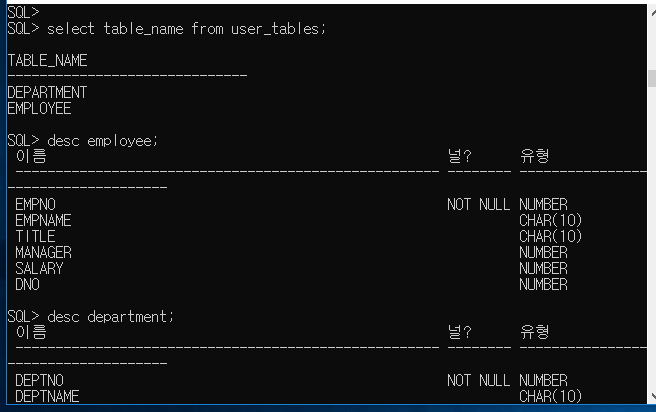 SQL>
SQL> select table_name from user_tables;
TABLE_NAME
------------------------------
DEPARTMENT
EMPLOYEE
SQL> desc employee;
이름 널? 유형
----------------------------------------------------- -------- ----------------
--------------------
EMPNO NOT NULL NUMBER
EMPNAME CHAR(10)
TITLE CHAR(10)
MANAGER NUMBER
SALARY NUMBER
DNO NUMBER
SQL> desc department;
이름 널? 유형
----------------------------------------------------- -------- ----------------
--------------------
DEPTNO NOT NULL NUMBER
DEPTNAME CHAR(10)